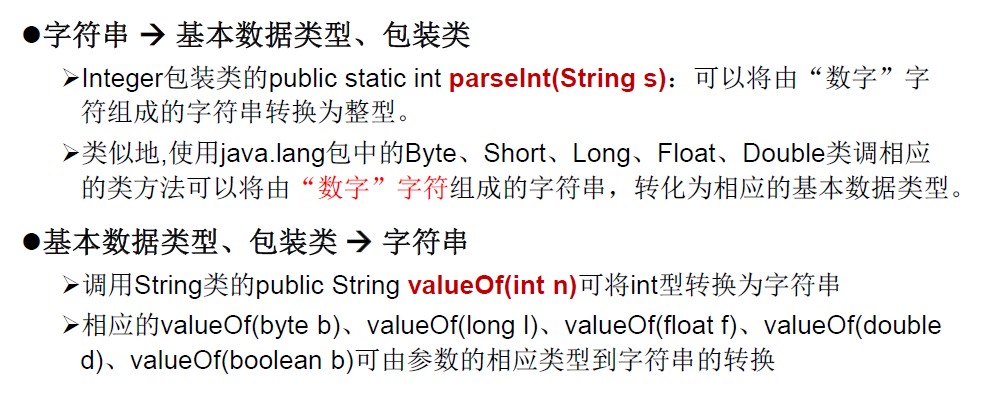 ●字符串 → 基本数据类型、包装类
➢Integer包装类的public static int parseInt(String s)：可以将由“数字”字
符组成的字符串转换为整型。
➢类似地,使用java.lang包中的Byte、Short、Long、Float、Double类调相应
的类方法可以将由“数字”字符组成的字符串，转化为相应的基本数据类型。
●基本数据类型、包装类 → 字符串
➢调用String类的public String valueOf(int n)可将int型转换为字符串
➢相应的valueOf(byte b)、valueOf(long l)、valueOf(float f)、valueOf(double
d)、valueOf(boolean b)可由参数的相应类型到字符串的转换